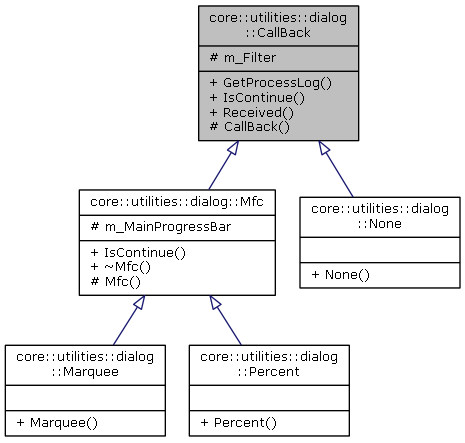 core::utilities::dialog
::CallBack
# m_Filter
+ GetProcessLog()
+ IsContinue()
+ Received()
# CallBack()
core::utilities::dialog::Mfc
# m_MainProgressBar
+ IsContinue()
+ ~Mfc()
# Mfc()
core::utilities::dialog
::None
+ None()
core::utilities::dialog
::Marquee
+ Marquee()
core::utilities::dialog
::Percent
+ Percent()